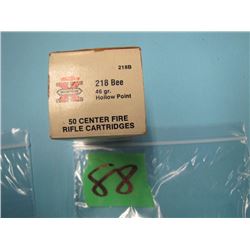 218B
218 Bee
46 gr.
Hollow Point
50 CENTER FIRE
RIFLE CARTRIDGES
88